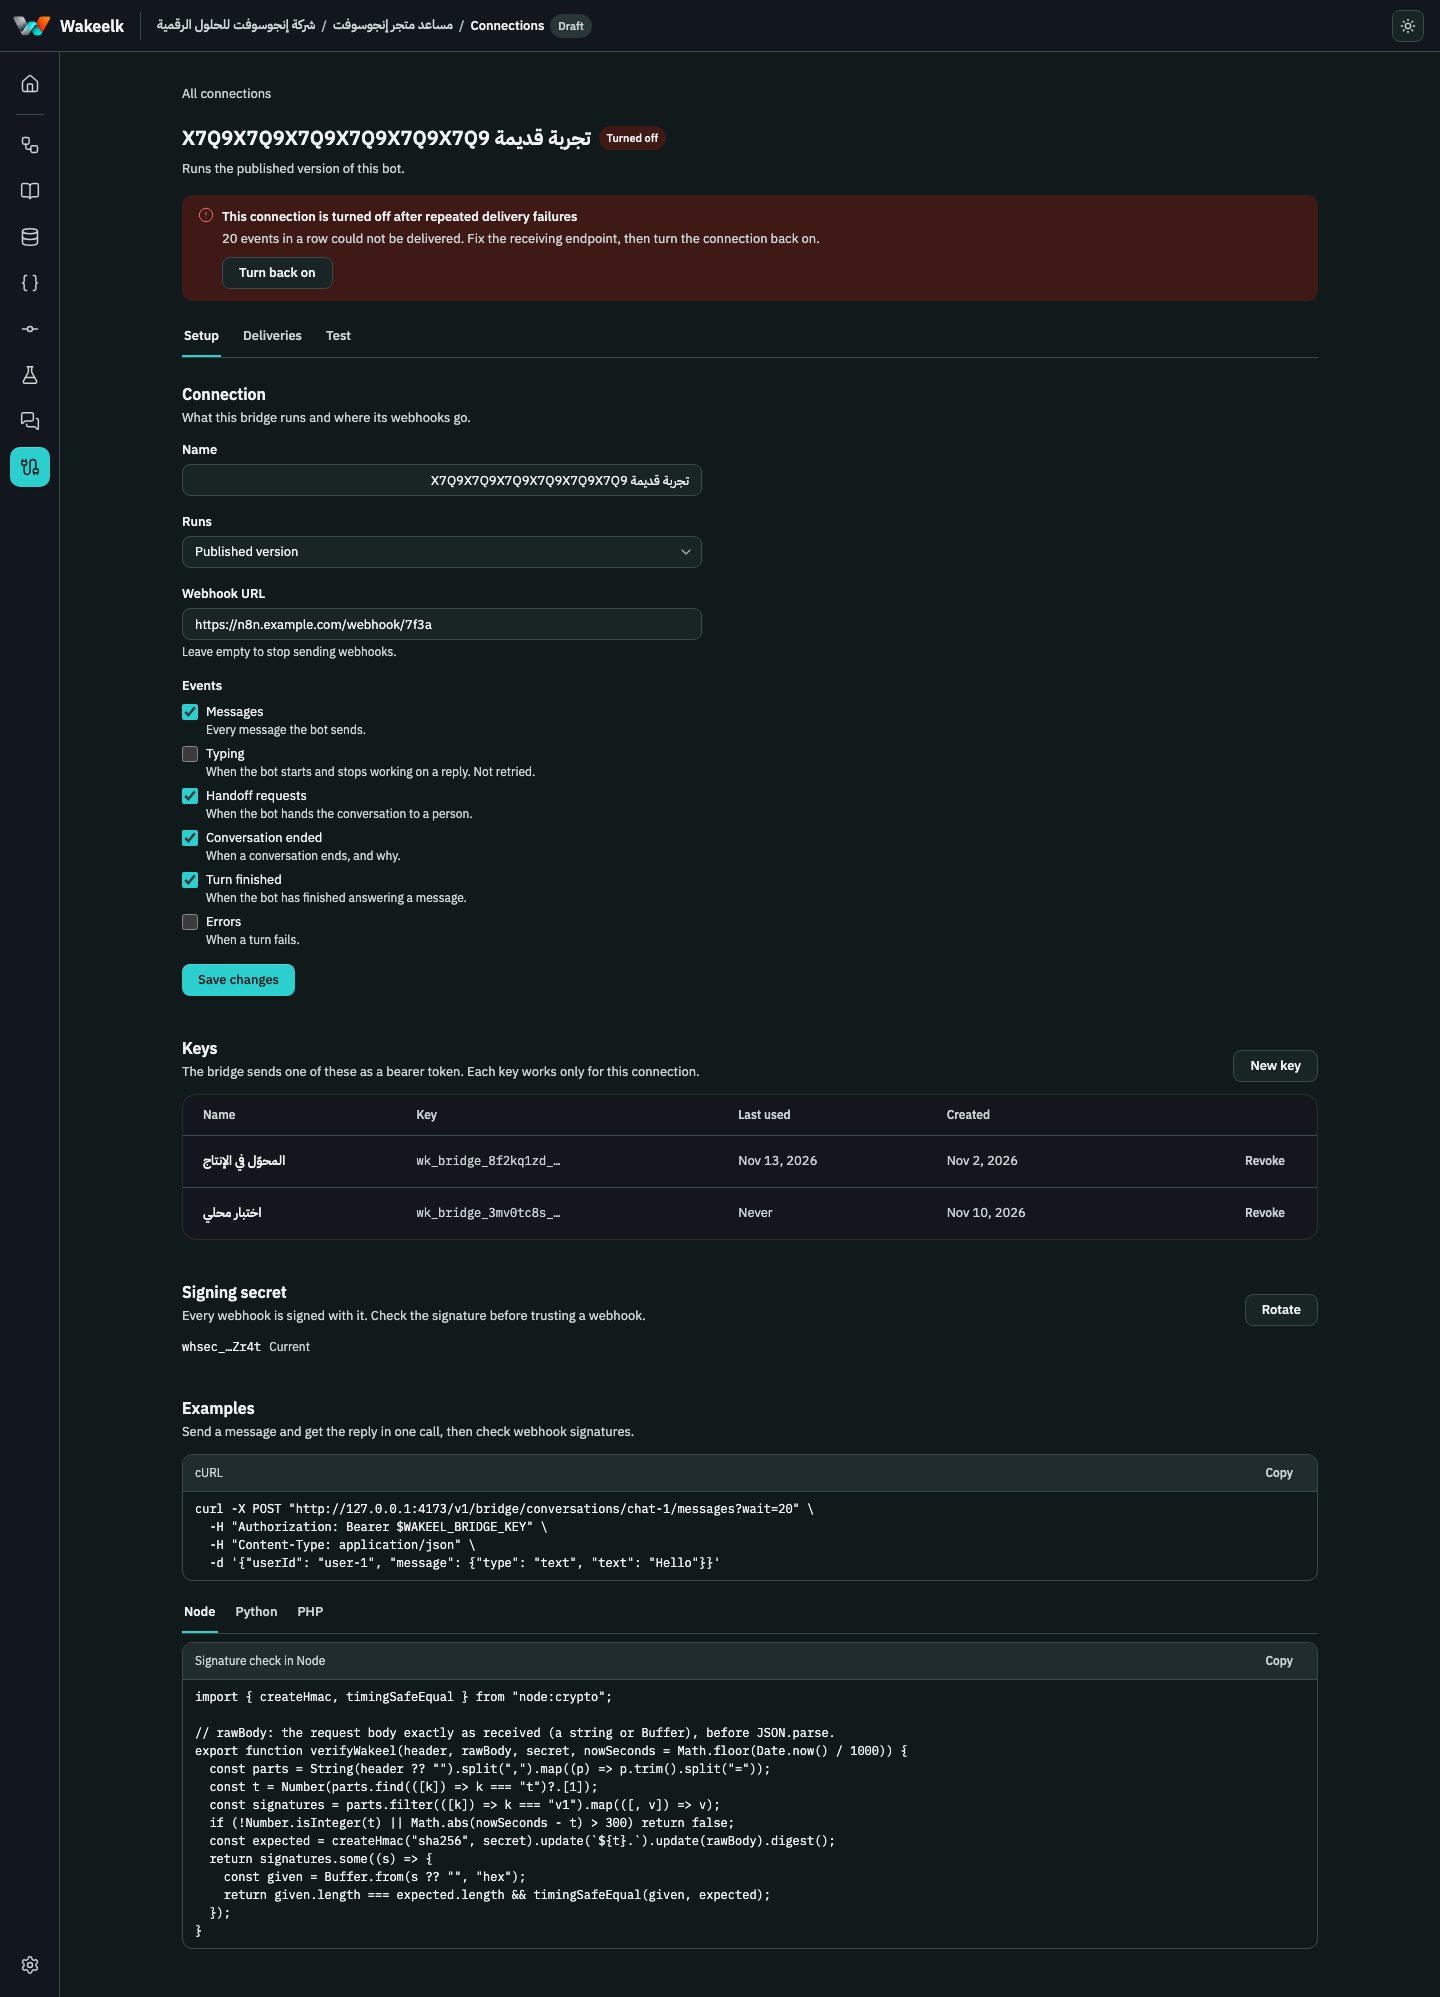 Wakeelk
شركة إنجوسوفت للحلول الرقمية / مساعد متجر إنجوسوفت / Connections Draft
All connections
تجربة قديمة X7Q9X7Q9X7Q9X7Q9X7Q9X7Q9 Turned off
Runs the published version of this bot.
This connection is turned off after repeated delivery failures
20 events in a row could not be delivered. Fix the receiving endpoint, then turn the connection back on.
Turn back on
Setup Deliveries Test
Connection
What this bridge runs and where its webhooks go.
Name
تجربة قديمة X7Q9X7Q9X7Q9X7Q9X7Q9X7Q9
Runs
Published version
Webhook URL
https://n8n.example.com/webhook/7f3a
Leave empty to stop sending webhooks.
Events
Messages
Every message the bot sends.
Typing
When the bot starts and stops working on a reply. Not retried.
Handoff requests
When the bot hands the conversation to a person.
Conversation ended
When a conversation ends, and why.
Turn finished
When the bot has finished answering a message.
Errors
When a turn fails.
Save changes
Keys
The bridge sends one of these as a bearer token. Each key works only for this connection.
New key
Name Key Last used Created
المحوّل في الإنتاج wk_bridge_8f2kq1zd_… Nov 13, 2026 Nov 2, 2026 Revoke
اختبار محلي wk_bridge_3mv0tc8s_… Never Nov 10, 2026 Revoke
Signing secret
Every webhook is signed with it. Check the signature before trusting a webhook.
Rotate
whsec_…Zr4t Current
Examples
Send a message and get the reply in one call, then check webhook signatures.
cURL Copy
curl -X POST "http://127.0.0.1:4173/v1/bridge/conversations/chat-1/messages?wait=20" \
  -H "Authorization: Bearer $WAKEEL_BRIDGE_KEY" \
  -H "Content-Type: application/json" \
  -d '{"userId": "user-1", "message": {"type": "text", "text": "Hello"}}'
Node Python PHP
Signature check in Node Copy
import { createHmac, timingSafeEqual } from "node:crypto";
// rawBody: the request body exactly as received (a string or Buffer), before JSON.parse.
export function verifyWakeel(header, rawBody, secret, nowSeconds = Math.floor(Date.now() / 1000)) {
  const parts = String(header ?? "").split(",").map((p) => p.trim().split("="));
  const t = Number(parts.find(([k]) => k === "t")?.[1]);
  const signatures = parts.filter(([k]) => k === "v1").map(([, v]) => v);
  if (!Number.isInteger(t) || Math.abs(nowSeconds - t) > 300) return false;
  const expected = createHmac("sha256", secret).update(`${t}.`).update(rawBody).digest();
  return signatures.some((s) => {
    const given = Buffer.from(s ?? "", "hex");
    return given.length === expected.length && timingSafeEqual(given, expected);
  });
}